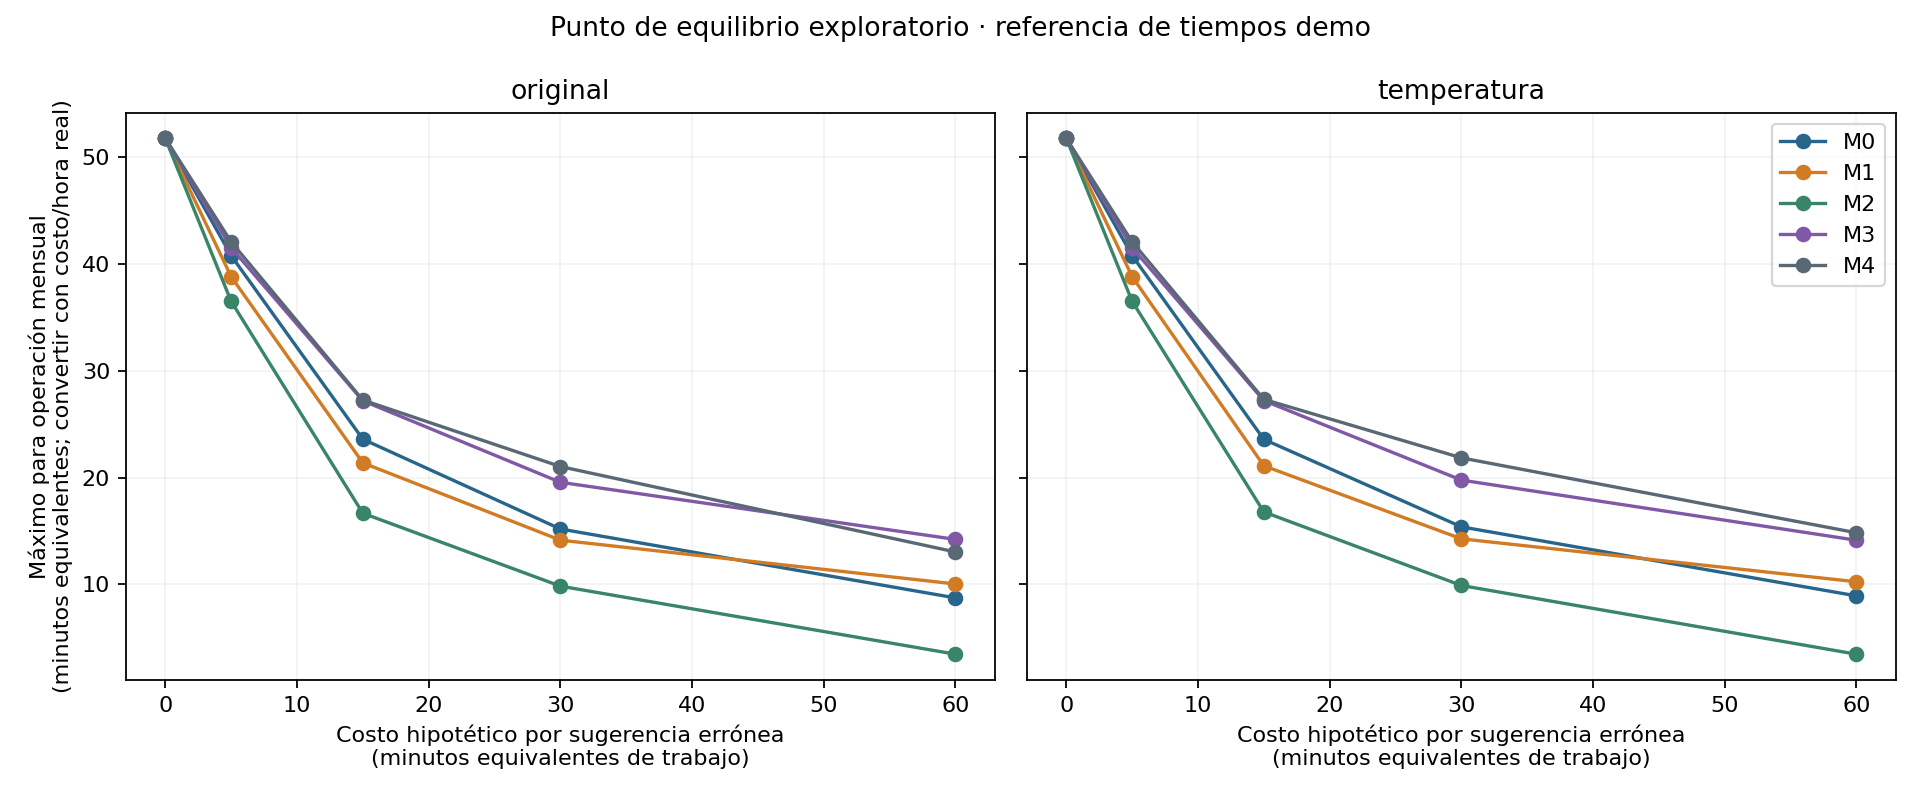 Punto de equilibrio exploratorio · referencia de tiempos demo
original
Máximo para operación mensual
(minutos equivalentes; convertir con costo/hora real)
50
40
30
20
10
0 10 20 30 40 50 60
Costo hipotético por sugerencia errónea
(minutos equivalentes de trabajo)
temperatura
M0
M1
M2
M3
M4
0 10 20 30 40 50 60
Costo hipotético por sugerencia errónea
(minutos equivalentes de trabajo)